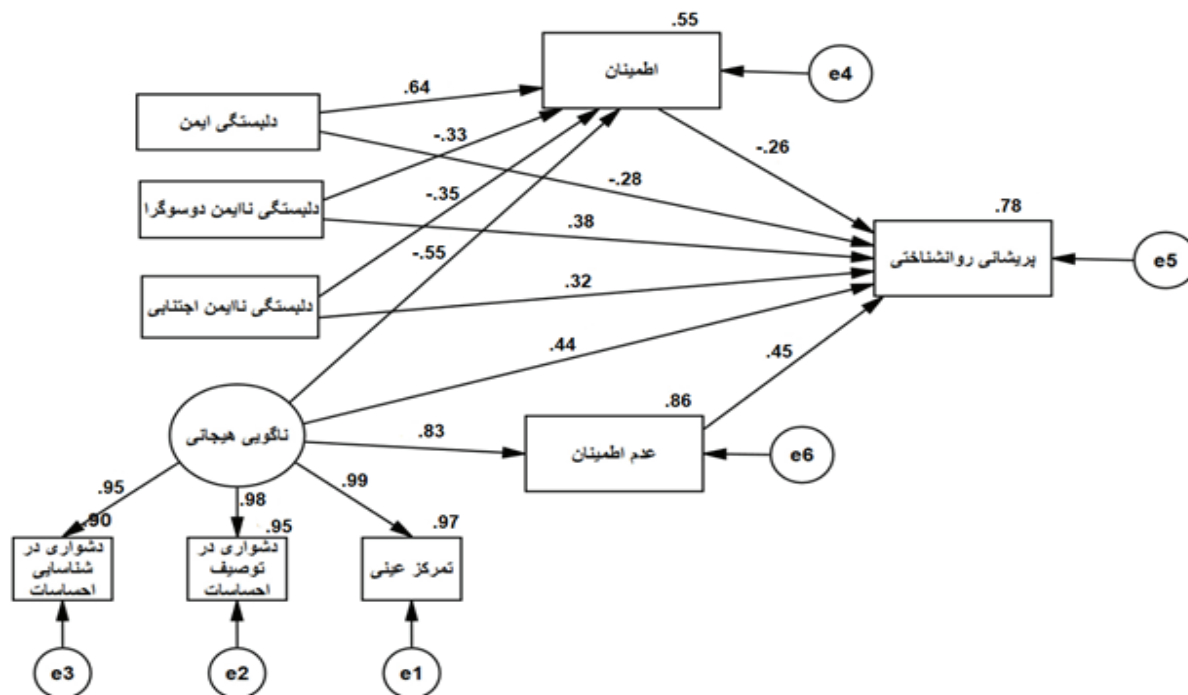 .55
اطمینان
e4
.64
دلبستگی ایمن
-.33
-.26
-.28
-.35
.78
دلبستگی ناایمن دوسوگرا
.38
پریشانی روانشناختی
e5
-.55
دلبستگی ناایمن اجتنابی
.32
.44
.45
.86
ناگویی هیجانی
.83
عدم اطمینان
e6
.95
.98
.99
.90
.95
.97
دشواری در
شناسایی
احساسات
دشواری در
توصیف
احساسات
تمرکز عینی
e3
e2
e1